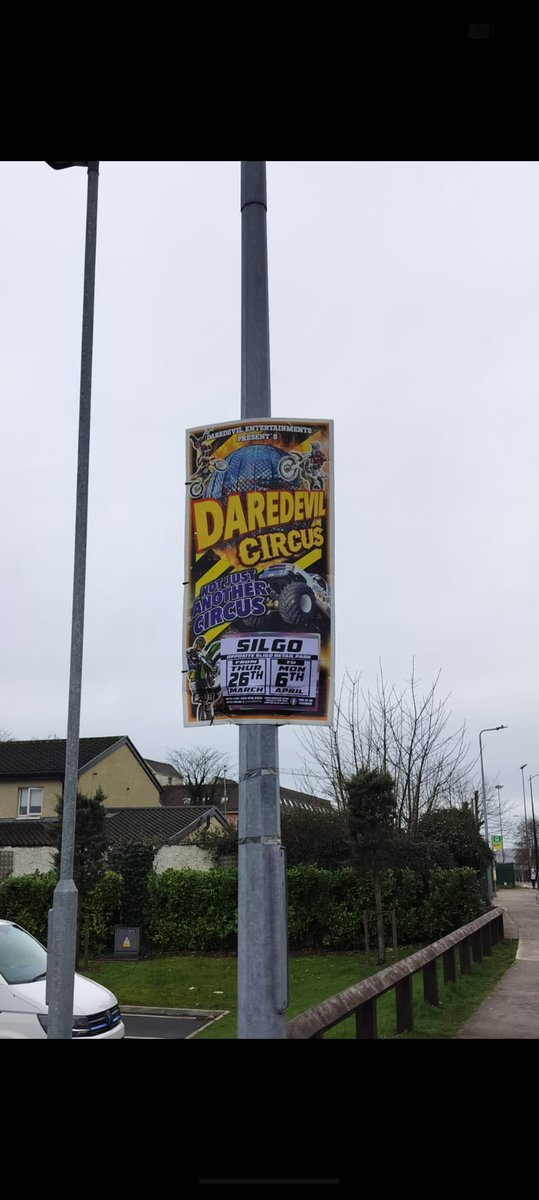 DAREDEVIL ENTERTAINMENTS
PRESENT'S
DAREDEVIL
CIRCUS
NOT JUST
ANOTHER
CIRCUS
SILGO
OPPOSITE SLIGO RETAIL PARK
FROM TO
THUR MON
26TH 6TH
MARCH APRIL